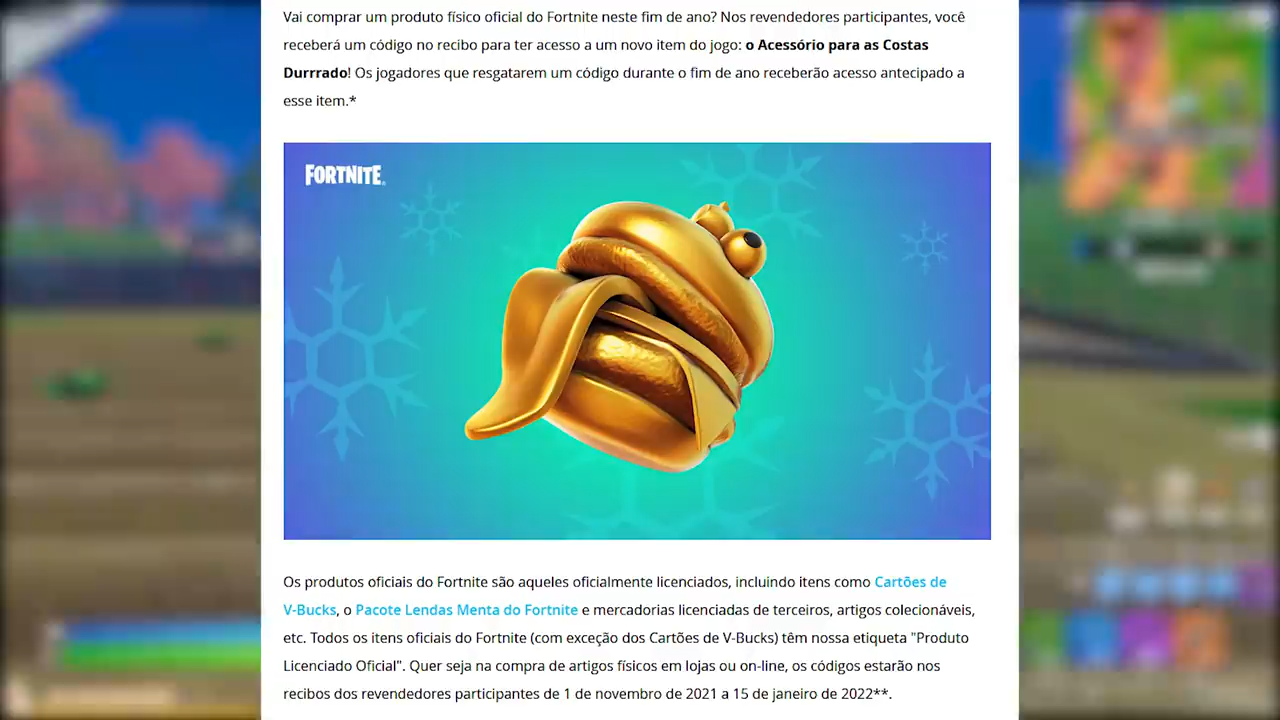 Vai comprar um produto físico oficial do Fortnite neste fim de ano? Nos revendedores participantes, você
receberá um código no recibo para ter acesso a um novo item do jogo: o Acessório para as Costas
Durrrado! Os jogadores que resgatarem um código durante o fim de ano receberão acesso antecipado a
esse item.*
FORTNITE
Os produtos oficiais do Fortnite são aqueles oficialmente licenciados, incluindo itens como Cartões de
V-Bucks, o Pacote Lendas Menta do Fortnite e mercadorias licenciadas de terceiros, artigos colecionáveis,
etc. Todos os itens oficiais do Fortnite (com exceção dos Cartões de V-Bucks) têm nossa etiqueta "Produto
Licenciado Oficial". Quer seja na compra de artigos físicos em lojas ou on-line, os códigos estarão nos
recibos dos revendedores participantes de 1 de novembro de 2021 a 15 de janeiro de 2022**.